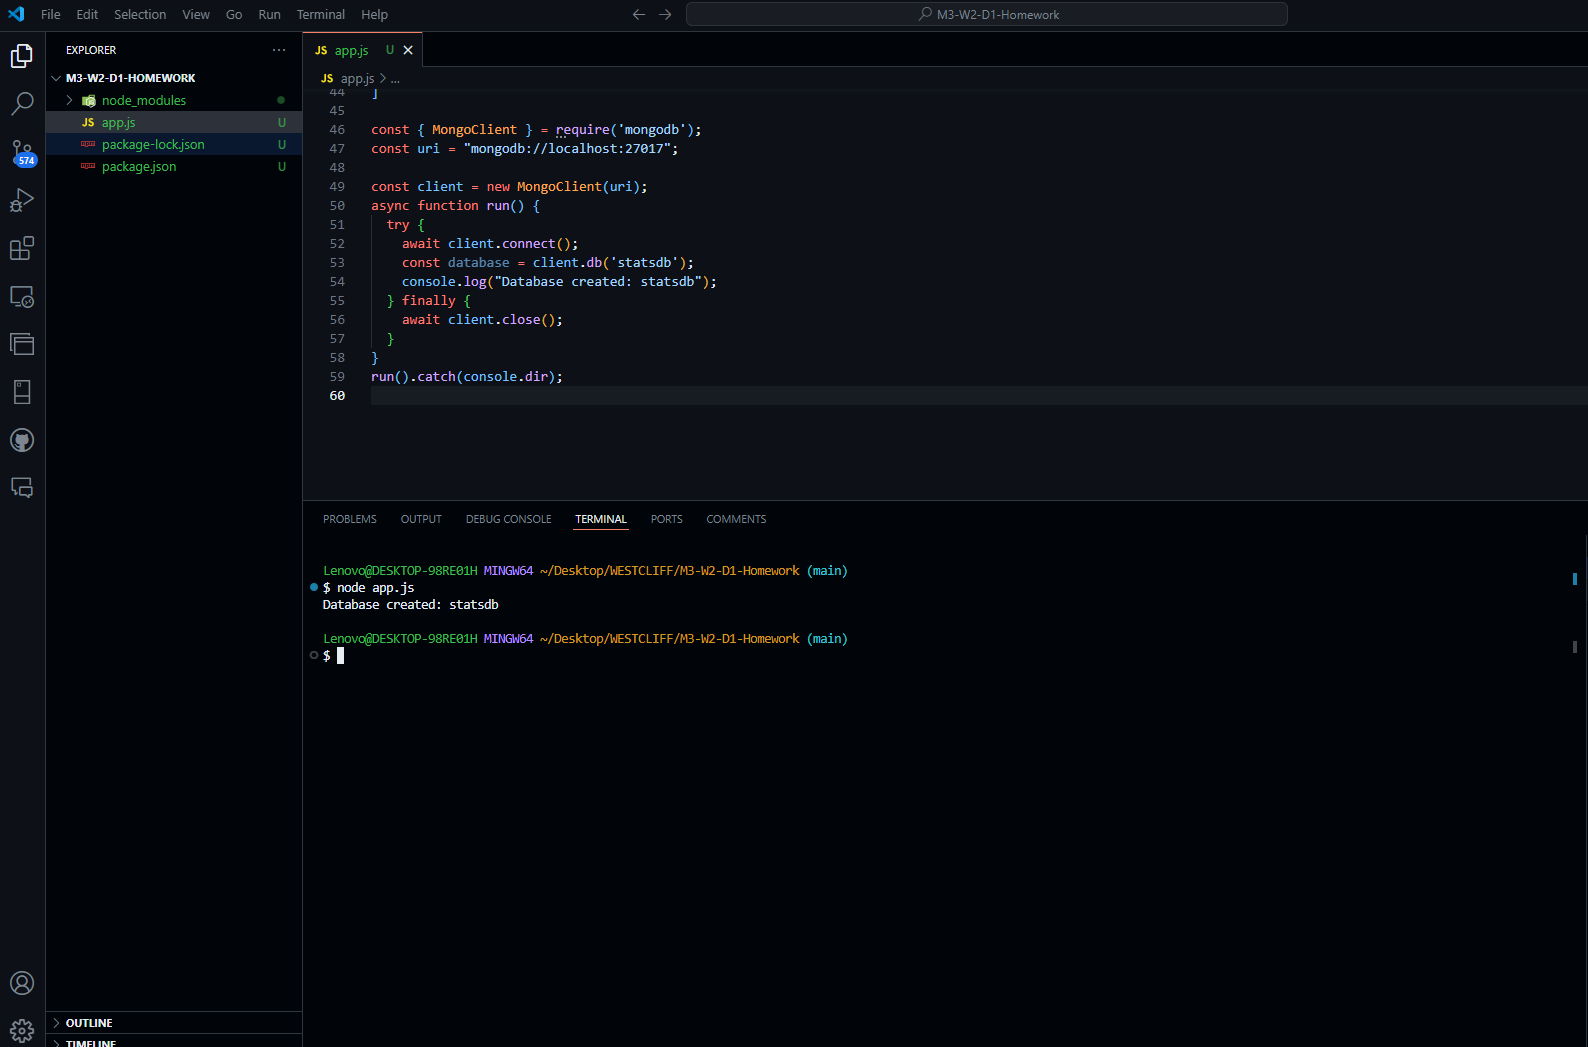 File Edit Selection View Go Run Terminal Help
M3-W2-D1-Homework
EXPLORER ...
M3-W2-D1-HOMEWORK
node_modules
JS app.js U
package-lock.json U
package.json U
574
JS app.js U
JS app.js > ...
44 ]
45
46 const { MongoClient } = require('mongodb');
47 const uri = "mongodb://localhost:27017";
48
49 const client = new MongoClient(uri);
50 async function run() {
51 try {
52 await client.connect();
53 const database = client.db('statsdb');
54 console.log("Database created: statsdb");
55 } finally {
56 await client.close();
57 }
58 }
59 run().catch(console.dir);
60
PROBLEMS OUTPUT DEBUG CONSOLE TERMINAL PORTS COMMENTS
Lenovo@DESKTOP-98RE01H MINGW64 ~/Desktop/WESTCLIFF/M3-W2-D1-Homework (main)
$ node app.js
Database created: statsdb
Lenovo@DESKTOP-98RE01H MINGW64 ~/Desktop/WESTCLIFF/M3-W2-D1-Homework (main)
$
OUTLINE
TIMELINE